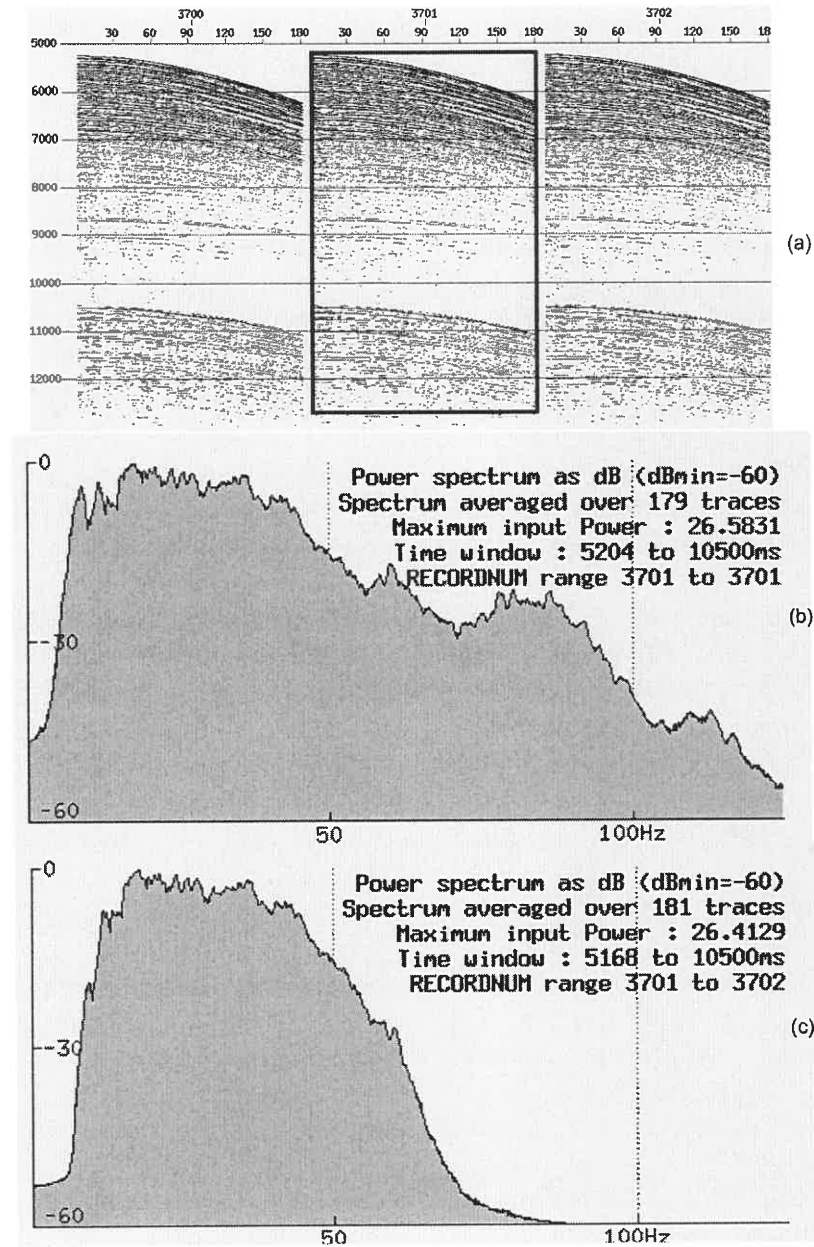 3700 3701 3702
30 60 90 120 150 180 30 60 90 120 150 180 30 60 90 120 150 18
5000
6000
7000
8000
9000
(a)
10000
11000
12000
0
Power spectrum as dB (dBmin=-60)
Spectrum averaged over 179 traces
Maximum input Power : 26.5831
Time window : 5204 to 10500ms
RECORDNUM range 3701 to 3701
(b)
-30
-60
50 100Hz
0
Power spectrum as dB (dBmin=-60)
Spectrum averaged over 181 traces
Maximum input Power : 26.4129
Time window : 5168 to 10500ms
RECORDNUM range 3701 to 3702
(c)
-30
-60
50 100Hz